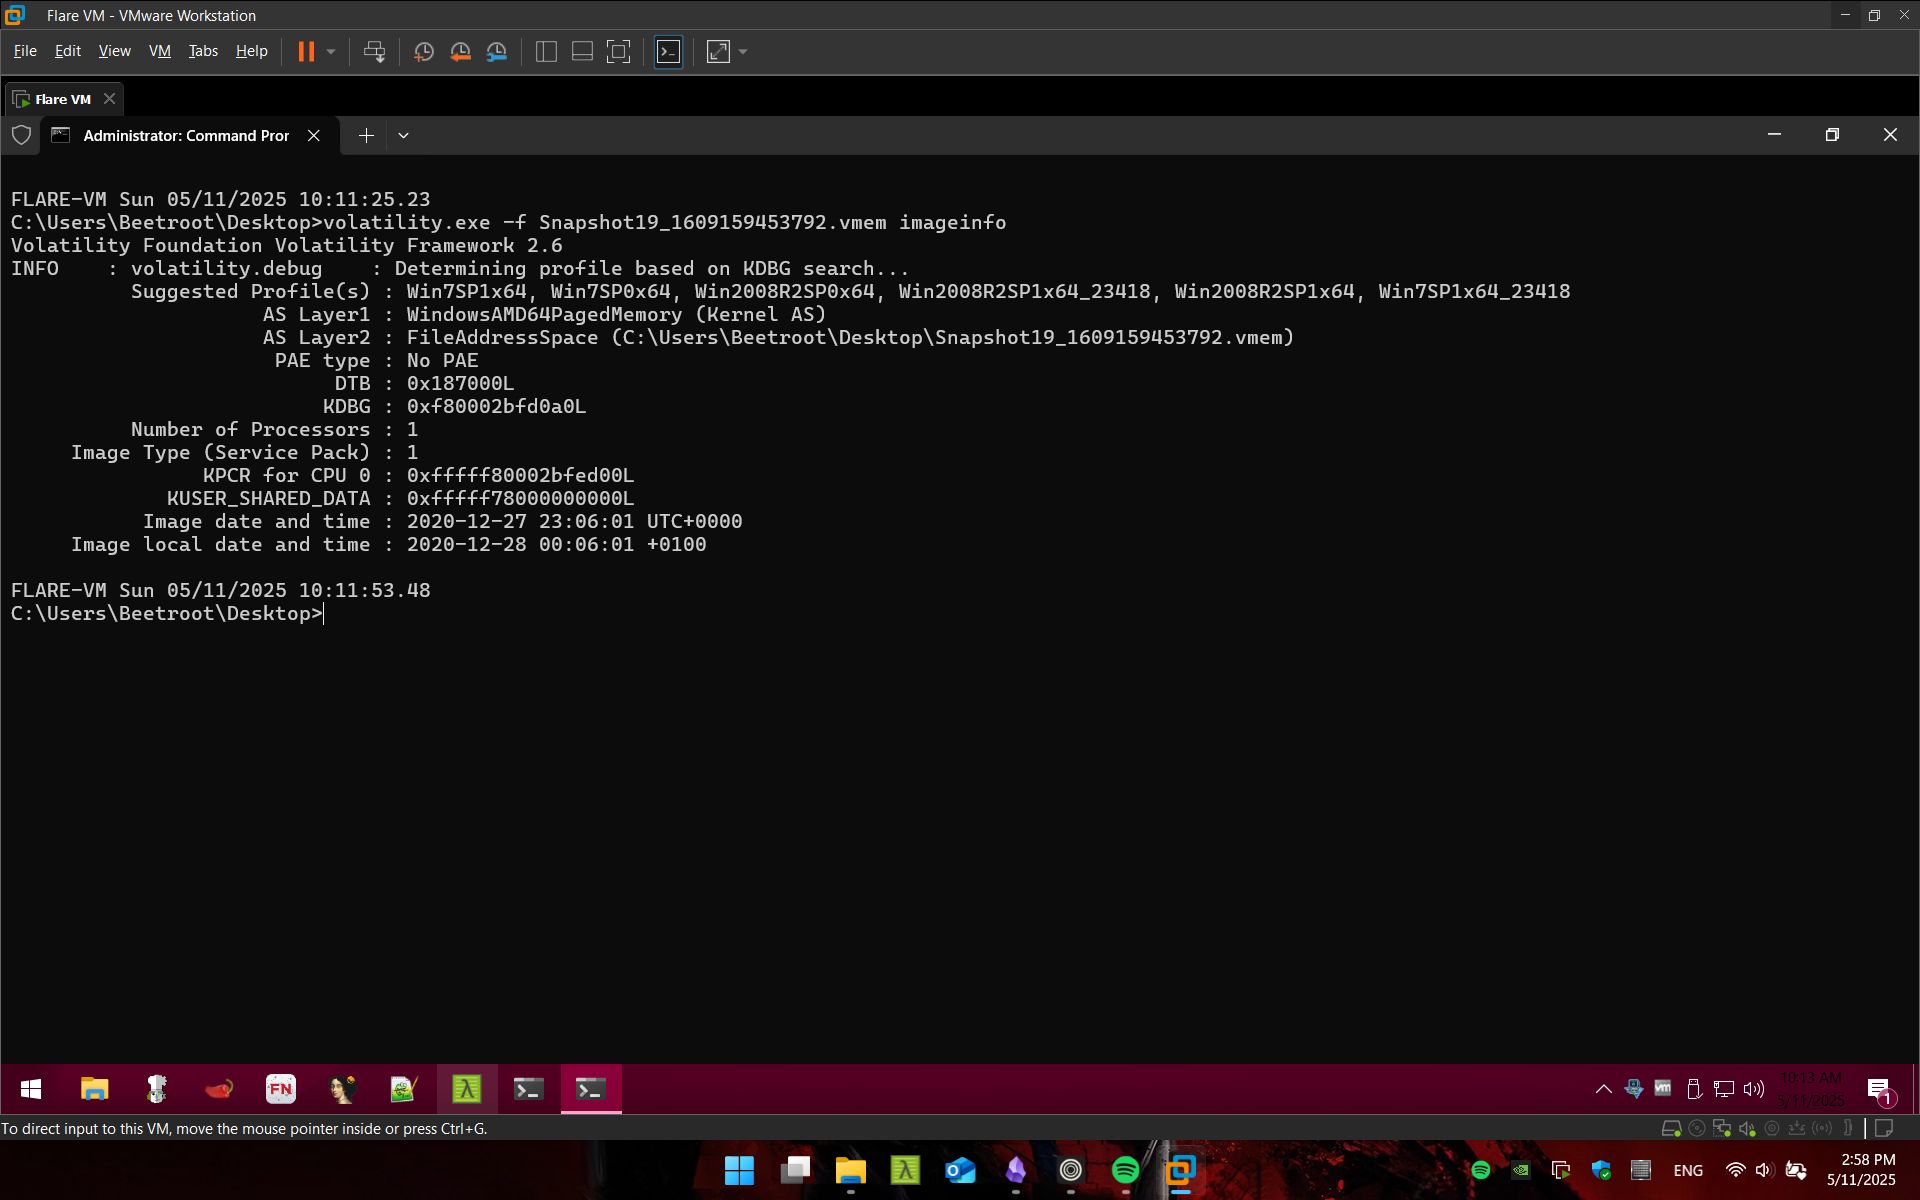 Flare VM - VMware Workstation
File Edit View VM Tabs Help
Flare VM
Administrator: Command Pror
FLARE-VM Sun 05/11/2025 10:11:25.23
C:\Users\Beetroot\Desktop>volatility.exe -f Snapshot19_1609159453792.vmem imageinfo
Volatility Foundation Volatility Framework 2.6
INFO    : volatility.debug    : Determining profile based on KDBG search...
Suggested Profile(s) : Win7SP1x64, Win7SP0x64, Win2008R2SP0x64, Win2008R2SP1x64_23418, Win2008R2SP1x64, Win7SP1x64_23418
AS Layer1 : WindowsAMD64PagedMemory (Kernel AS)
AS Layer2 : FileAddressSpace (C:\Users\Beetroot\Desktop\Snapshot19_1609159453792.vmem)
PAE type : No PAE
DTB : 0x187000L
KDBG : 0xf80002bfd0a0L
Number of Processors : 1
Image Type (Service Pack) : 1
KPCR for CPU 0 : 0xfffff80002bfed00L
KUSER_SHARED_DATA : 0xfffff78000000000L
Image date and time : 2020-12-27 23:06:01 UTC+0000
Image local date and time : 2020-12-28 00:06:01 +0100
FLARE-VM Sun 05/11/2025 10:11:53.48
C:\Users\Beetroot\Desktop>
FN
vm
10:13 AM
5/11/2025
1
To direct input to this VM, move the mouse pointer inside or press Ctrl+G.
ENG
2:58 PM
5/11/2025